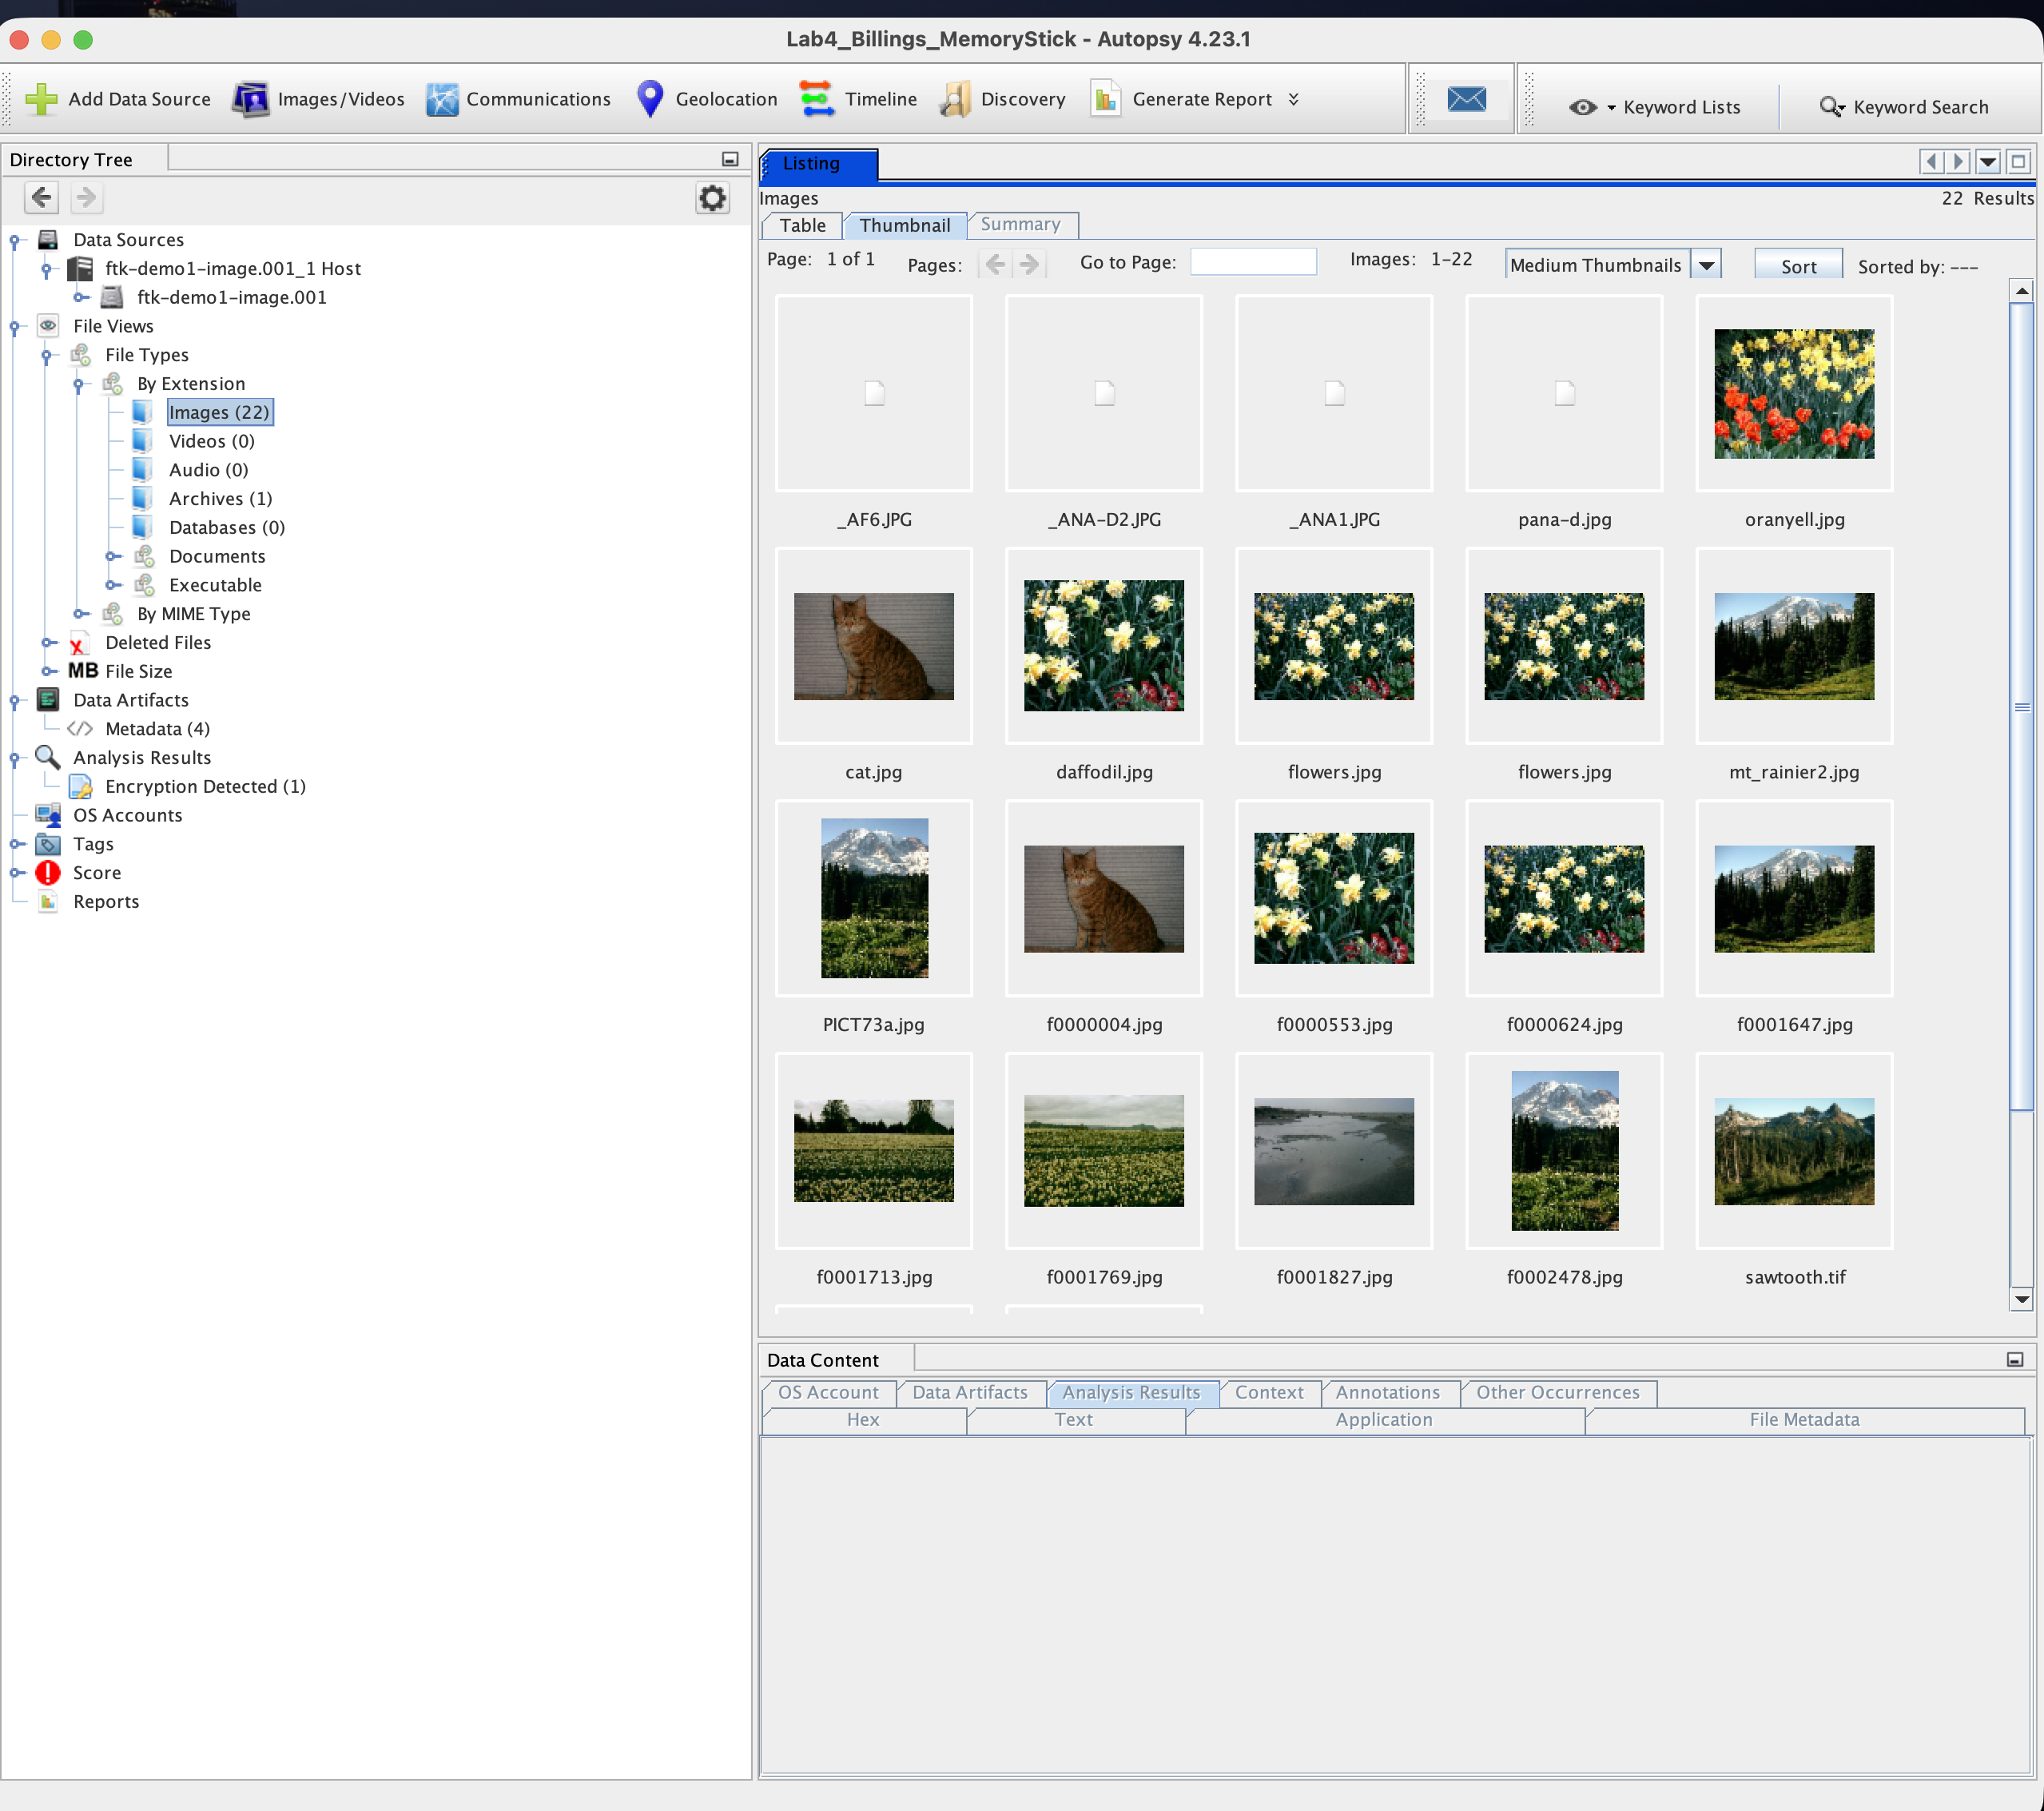 Lab4_Billings_MemoryStick - Autopsy 4.23.1
Add Data Source Images/Videos Communications Geolocation Timeline Discovery Generate Report Keyword Lists Keyword Search
Directory Tree
Data Sources
ftk-demo1-image.001_1 Host
ftk-demo1-image.001
File Views
File Types
By Extension
Images (22)
Videos (0)
Audio (0)
Archives (1)
Databases (0)
Documents
Executable
By MIME Type
Deleted Files
MB File Size
Data Artifacts
Metadata (4)
Analysis Results
Encryption Detected (1)
OS Accounts
Tags
Score
Reports
Listing
Images 22 Results
Table Thumbnail Summary
Page: 1 of 1 Pages: Go to Page: Images: 1-22 Medium Thumbnails Sort Sorted by: ---
_AF6.JPG _ANA-D2.JPG _ANA1.JPG pana-d.jpg oranyell.jpg
cat.jpg daffodil.jpg flowers.jpg flowers.jpg mt_rainier2.jpg
PICT73a.jpg f0000004.jpg f0000553.jpg f0000624.jpg f0001647.jpg
f0001713.jpg f0001769.jpg f0001827.jpg f0002478.jpg sawtooth.tif
Data Content
OS Account Data Artifacts Analysis Results Context Annotations Other Occurrences
Hex Text Application File Metadata